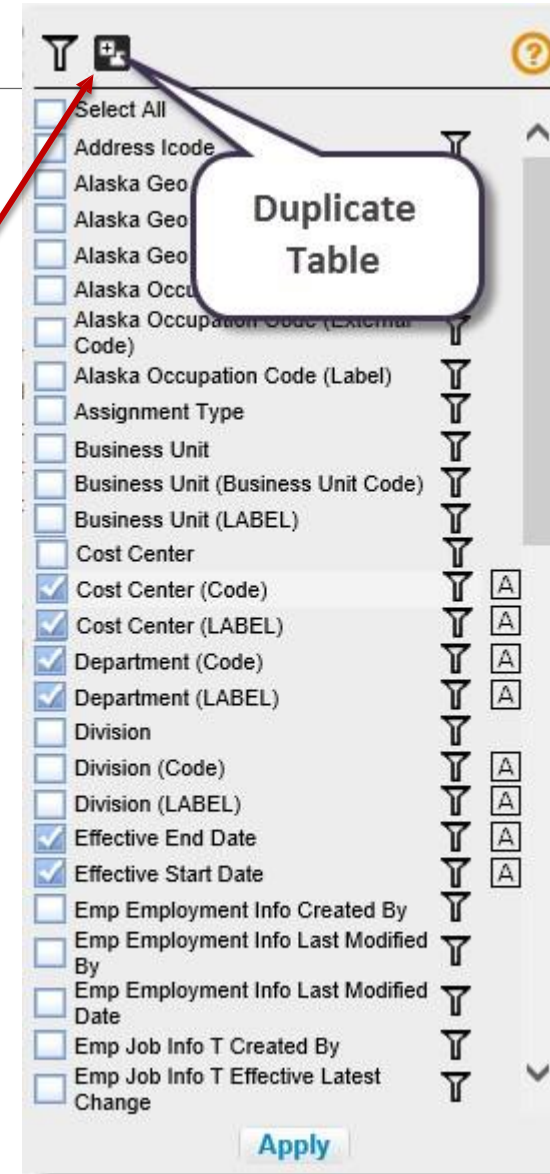 ?
Select All
Address Icode
Alaska Geo
Duplicate
Alaska Geo
Table
Alaska Geo
Alaska Occu
Alaska Occupation Code (External
Code)
Alaska Occupation Code (Label)
Assignment Type
Business Unit
Business Unit (Business Unit Code)
Business Unit (LABEL)
Cost Center
Cost Center (Code) A
Cost Center (LABEL) A
Department (Code) A
Department (LABEL) A
Division
Division (Code) A
Division (LABEL) A
Effective End Date A
Effective Start Date A
Emp Employment Info Created By
Emp Employment Info Last Modified
By
Emp Employment Info Last Modified
Date
Emp Job Info T Created By
Emp Job Info T Effective Latest
Change
Apply